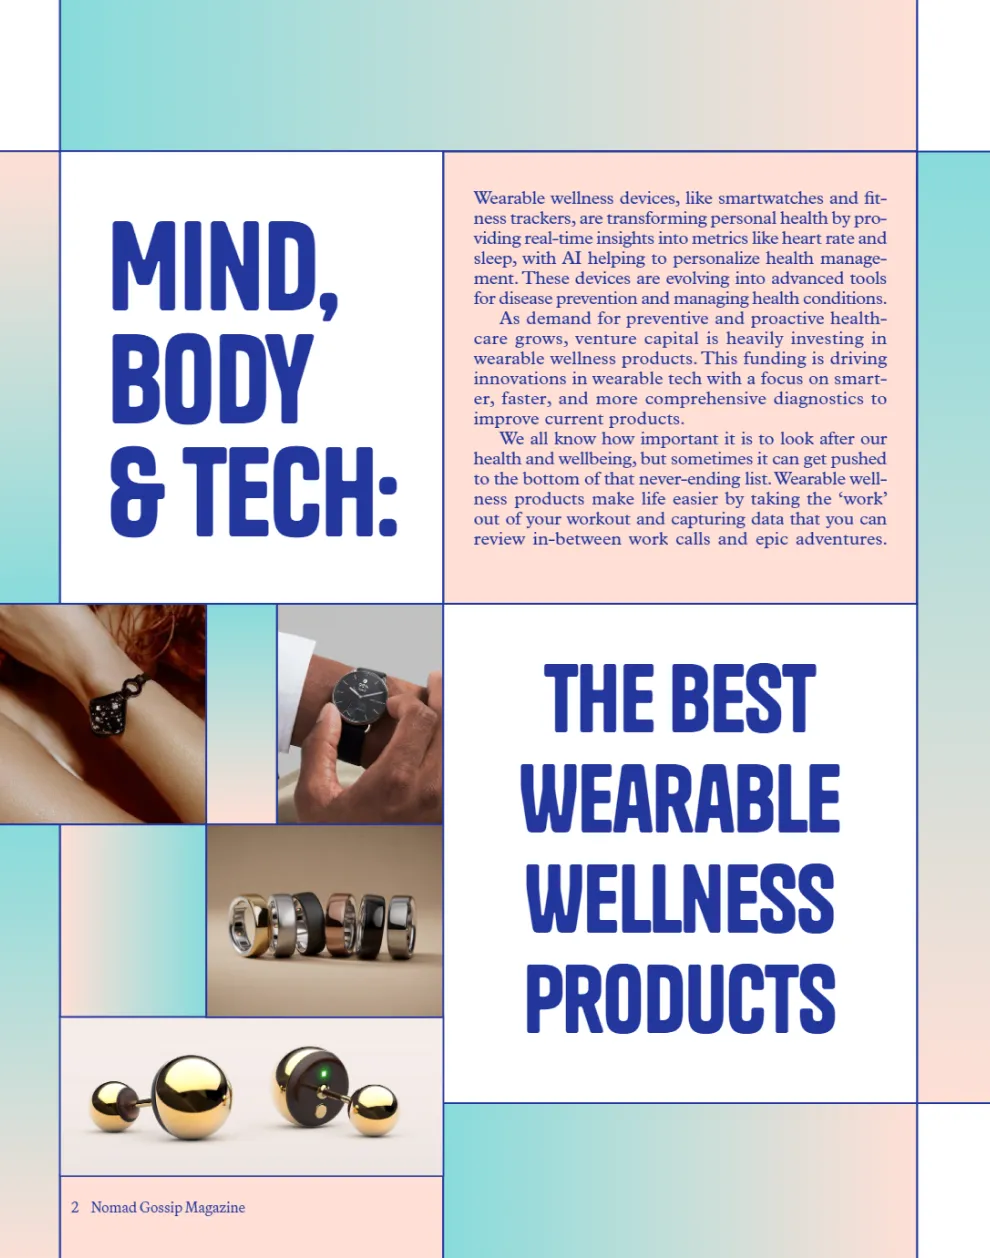 MIND,
BODY
& TECH:
Wearable wellness devices, like smartwatches and fit-
ness trackers, are transforming personal health by pro-
viding real-time insights into metrics like heart rate and
sleep, with AI helping to personalize health manage-
ment. These devices are evolving into advanced tools
for disease prevention and managing health conditions.
As demand for preventive and proactive health-
care grows, venture capital is heavily investing in
wearable wellness products. This funding is driving
innovations in wearable tech with a focus on smart-
er, faster, and more comprehensive diagnostics to
improve current products.
We all know how important it is to look after our
health and wellbeing, but sometimes it can get pushed
to the bottom of that never-ending list. Wearable well-
ness products make life easier by taking the ‘work’
out of your workout and capturing data that you can
review in-between work calls and epic adventures.
THE BEST
WEARABLE
WELLNESS
PRODUCTS
2 Nomad Gossip Magazine